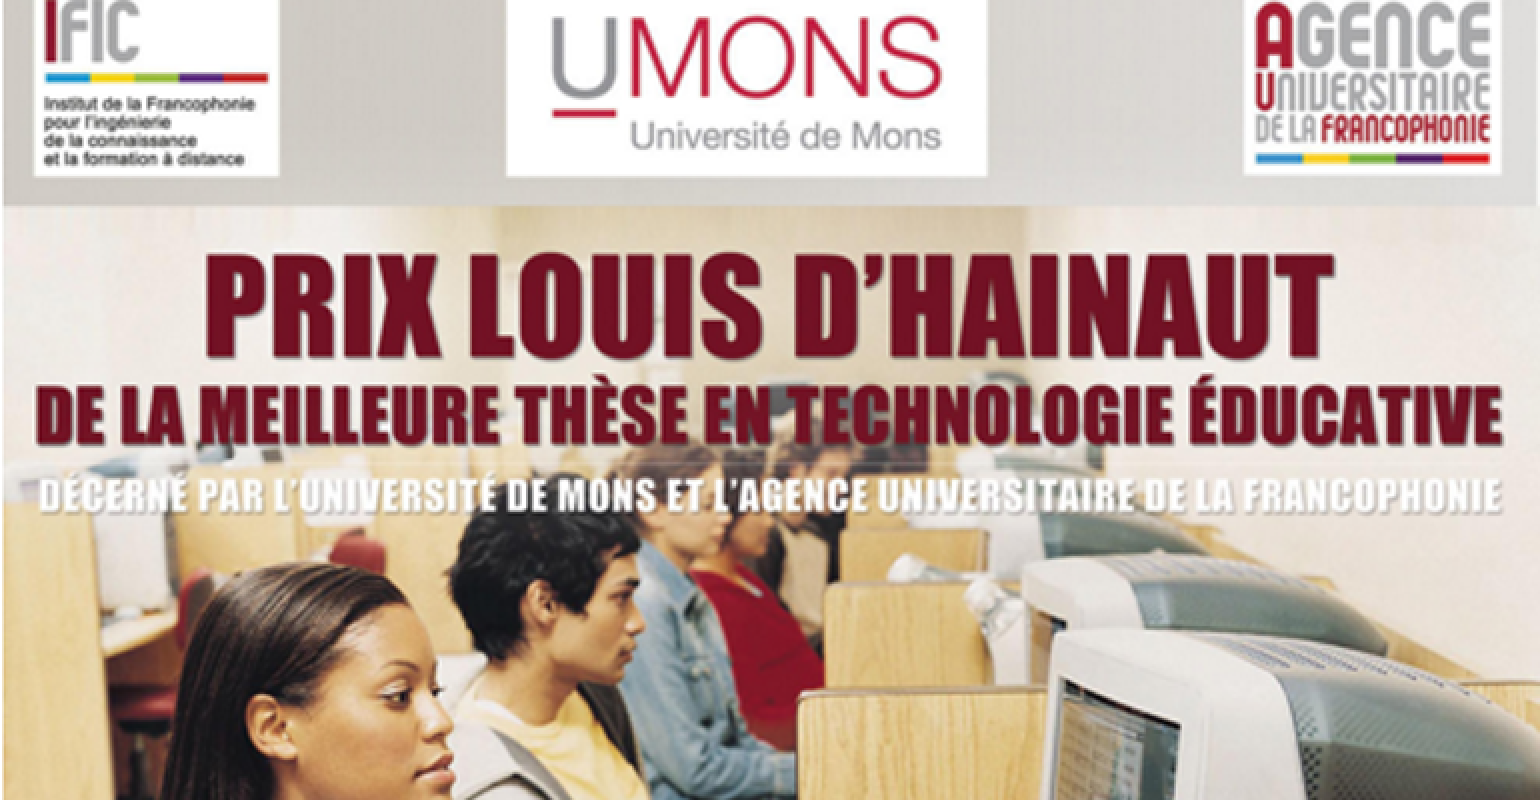 IFIC
Institut de la Francophonie
pour l'ingénierie
de la connaissance
et la formation à distance
UMONS
Université de Mons
AGENCE
UNIVERSITAIRE
DE LA FRANCOPHONIE
PRIX LOUIS D'HAINAUT
DE LA MEILLEURE THÈSE EN TECHNOLOGIE ÉDUCATIVE
DÉCERNÉ PAR L'UNIVERSITÉ DE MONS ET L'AGENCE UNIVERSITAIRE DE LA FRANCOPHONIE